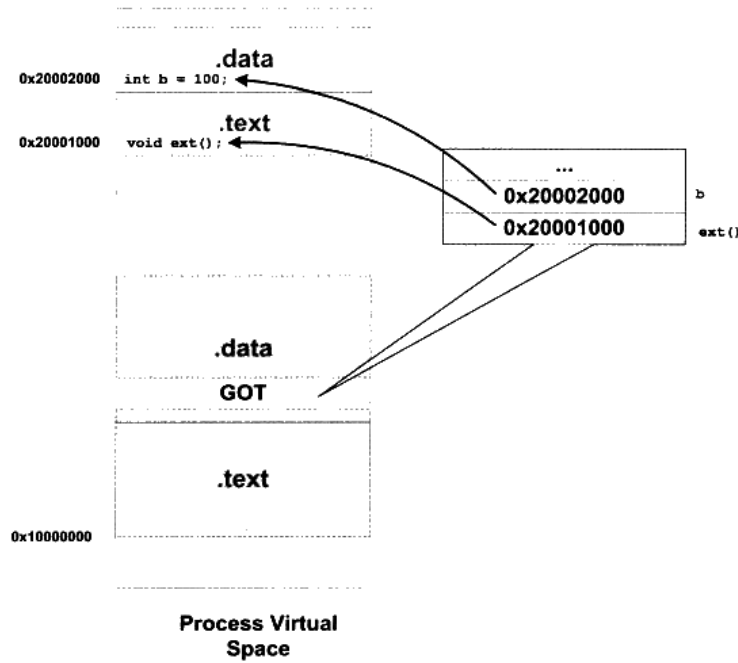 .data
0x20002000 int b = 100;
.text
0x20001000 void ext();
...
0x20002000 b
0x20001000 ext()
.data
GOT
.text
0x10000000
Process Virtual
Space